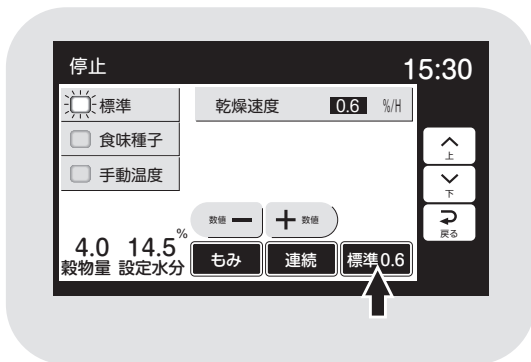 停止 15:30
標準 乾燥速度 0.6 %/H
食味種子
手動温度
上
下
戻る
数値 － ＋ 数値
4.0 14.5%
穀物量 設定水分
もみ 連続 標準0.6